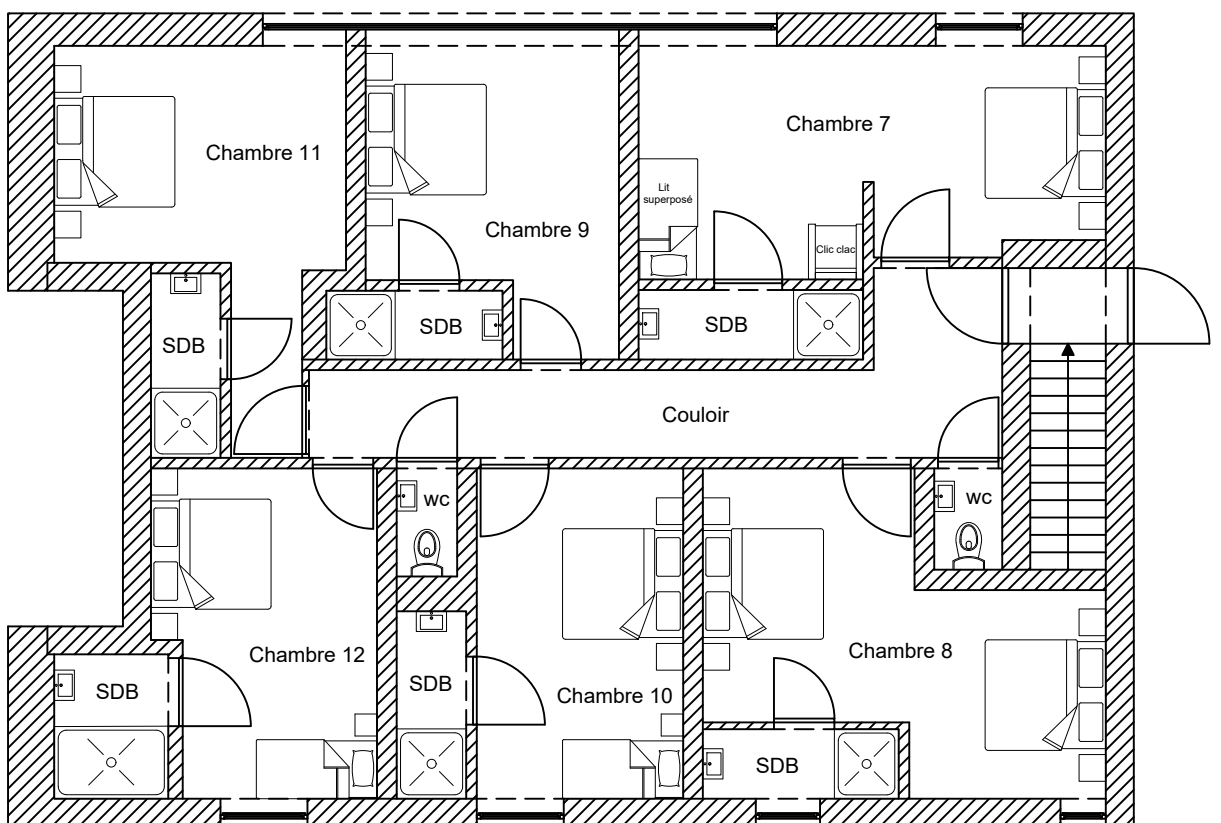 Chambre 7
Chambre 11
Lit
superposé
Chambre 9
Clic clac
SDB
SDB
SDB
Couloir
wc
wc
Chambre 12
Chambre 8
SDB
SDB
Chambre 10
SDB